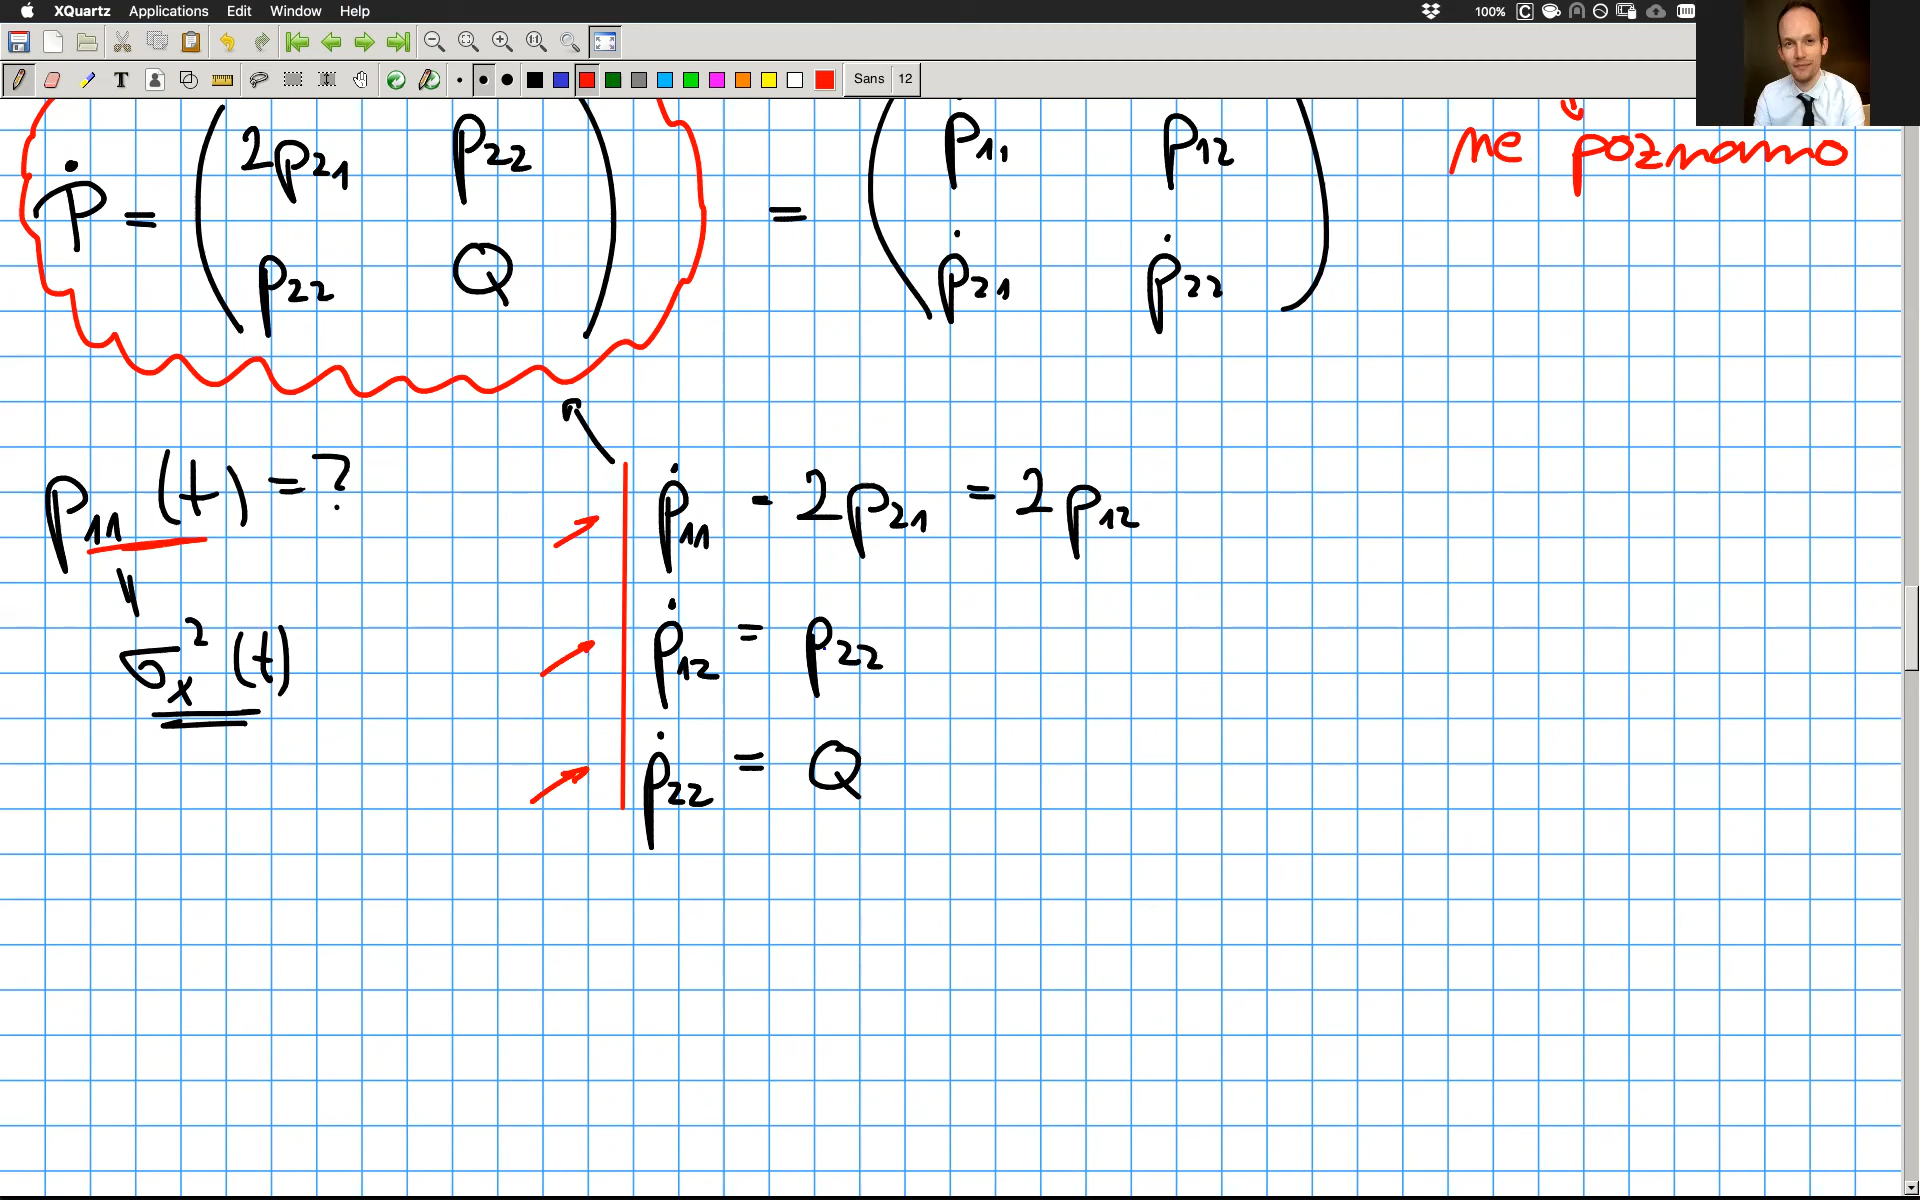 XQuartz Applications Edit Window Help 100%
Sans 12
Ṗ = ( 2p₂₁ p₂₂ = ( ṗ₁₁ ṗ₁₂ ne poznamo
p₂₂ Q ) ṗ₂₁ ṗ₂₂ )
p₁₁ (t) = ?
σₓ² (t)
ṗ₁₁ = 2p₂₁ = 2p₁₂
ṗ₁₂ = p₂₂
ṗ₂₂ = Q